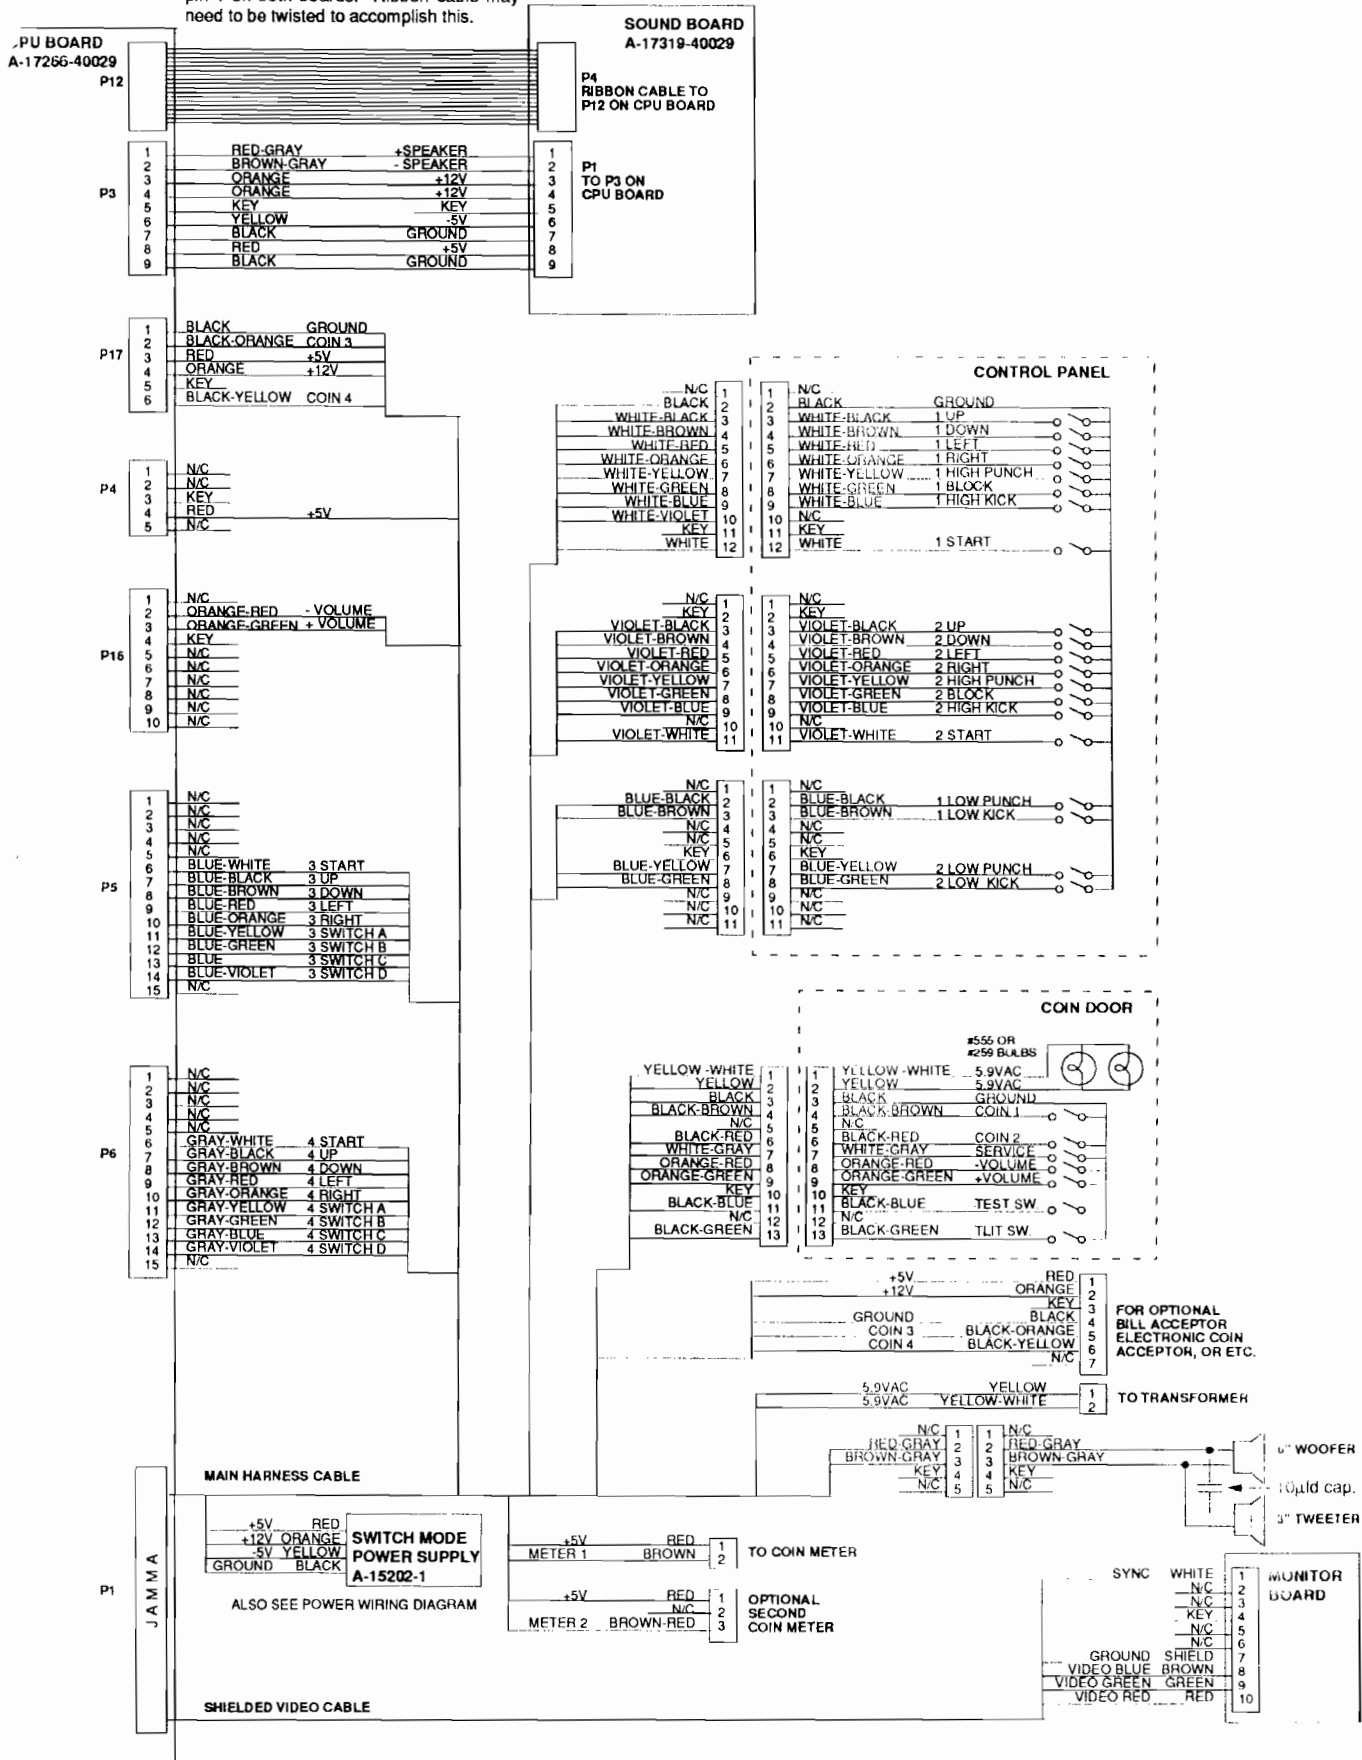 need to be twisted to accomplish this.
PU BOARD
A-17266-40029
P12
SOUND BOARD
A-17319-40029
P4
RIBBON CABLE TO
P12 ON CPU BOARD
P3
1 RED-GRAY +SPEAKER 1
2 BROWN-GRAY - SPEAKER 2
3 ORANGE +12V 3
4 ORANGE +12V 4
5 KEY KEY 5
6 YELLOW -5V 6
7 BLACK GROUND 7
8 RED +5V 8
9 BLACK GROUND 9
P1
TO P3 ON
CPU BOARD
P17
1 BLACK GROUND
2 BLACK-ORANGE COIN 3
3 RED +5V
4 ORANGE +12V
5 KEY
6 BLACK-YELLOW COIN 4
P4
1 N/C
2 N/C
3 KEY
4 RED +5V
5 N/C
P16
1 N/C
2 ORANGE-RED - VOLUME
3 ORANGE-GREEN + VOLUME
4 KEY
5 N/C
6 N/C
7 N/C
8 N/C
9 N/C
10 N/C
P5
1 N/C
2 N/C
3 N/C
4 N/C
5 N/C
6 BLUE-WHITE 3 START
7 BLUE-BLACK 3 UP
8 BLUE-BROWN 3 DOWN
9 BLUE-RED 3 LEFT
10 BLUE-ORANGE 3 RIGHT
11 BLUE-YELLOW 3 SWITCH A
12 BLUE-GREEN 3 SWITCH B
13 BLUE 3 SWITCH C
14 BLUE-VIOLET 3 SWITCH D
15 N/C
P6
1 N/C
2 N/C
3 N/C
4 N/C
5 N/C
6 GRAY-WHITE 4 START
7 GRAY-BLACK 4 UP
8 GRAY-BROWN 4 DOWN
9 GRAY-RED 4 LEFT
10 GRAY-ORANGE 4 RIGHT
11 GRAY-YELLOW 4 SWITCH A
12 GRAY-GREEN 4 SWITCH B
13 GRAY-BLUE 4 SWITCH C
14 GRAY-VIOLET 4 SWITCH D
15 N/C
CONTROL PANEL
N/C 1 1 N/C
BLACK 2 2 BLACK GROUND
WHITE-BLACK 3 3 WHITE-BLACK 1 UP
WHITE-BROWN 4 4 WHITE-BROWN 1 DOWN
WHITE-RED 5 5 WHITE-RED 1 LEFT
WHITE-ORANGE 6 6 WHITE-ORANGE 1 RIGHT
WHITE-YELLOW 7 7 WHITE-YELLOW 1 HIGH PUNCH
WHITE-GREEN 8 8 WHITE-GREEN 1 BLOCK
WHITE-BLUE 9 9 WHITE-BLUE 1 HIGH KICK
WHITE-VIOLET 10 10 N/C
KEY 11 11 KEY
WHITE 12 12 WHITE 1 START
N/C 1 1 N/C
KEY 2 2 KEY
VIOLET-BLACK 3 3 VIOLET-BLACK 2 UP
VIOLET-BROWN 4 4 VIOLET-BROWN 2 DOWN
VIOLET-RED 5 5 VIOLET-RED 2 LEFT
VIOLET-ORANGE 6 6 VIOLET-ORANGE 2 RIGHT
VIOLET-YELLOW 7 7 VIOLET-YELLOW 2 HIGH PUNCH
VIOLET-GREEN 8 8 VIOLET-GREEN 2 BLOCK
VIOLET-BLUE 9 9 VIOLET-BLUE 2 HIGH KICK
N/C 10 10 N/C
VIOLET-WHITE 11 11 VIOLET-WHITE 2 START
N/C 1 1 N/C
BLUE-BLACK 2 2 BLUE-BLACK 1 LOW PUNCH
BLUE-BROWN 3 3 BLUE-BROWN 1 LOW KICK
N/C 4 4 N/C
N/C 5 5 N/C
KEY 6 6 KEY
BLUE-YELLOW 7 7 BLUE-YELLOW 2 LOW PUNCH
BLUE-GREEN 8 8 BLUE-GREEN 2 LOW KICK
N/C 9 9 N/C
N/C 10 10 N/C
N/C 11 11 N/C
COIN DOOR
#555 OR
#259 BULBS
YELLOW -WHITE 1 1 YELLOW -WHITE 5.9VAC
YELLOW 2 2 YELLOW 5.9VAC
BLACK 3 3 BLACK GROUND
BLACK-BROWN 4 4 BLACK-BROWN COIN 1
N/C 5 5 N/C
BLACK-RED 6 6 BLACK-RED COIN 2
WHITE-GRAY 7 7 WHITE-GRAY SERVICE
ORANGE-RED 8 8 ORANGE-RED -VOLUME
ORANGE-GREEN 9 9 ORANGE-GREEN +VOLUME
KEY 10 10 KEY
BLACK-BLUE 11 11 BLACK-BLUE TEST SW.
N/C 12 12 N/C
BLACK-GREEN 13 13 BLACK-GREEN TLIT SW.
+5V RED 1
+12V ORANGE 2
KEY 3
GROUND BLACK 4
COIN 3 BLACK-ORANGE 5
COIN 4 BLACK-YELLOW 6
N/C 7
FOR OPTIONAL
BILL ACCEPTOR
ELECTRONIC COIN
ACCEPTOR, OR ETC.
5.9VAC YELLOW 1
5.9VAC YELLOW-WHITE 2
TO TRANSFORMER
N/C 1 1 N/C
RED-GRAY 2 2 RED-GRAY
BROWN-GRAY 3 3 BROWN-GRAY
KEY 4 4 KEY
N/C 5 5 N/C
6" WOOFER
10µfd cap.
3" TWEETER
MAIN HARNESS CABLE
P1
JAMMA
+5V RED
+12V ORANGE
-5V YELLOW
GROUND BLACK
SWITCH MODE
POWER SUPPLY
A-15202-1
ALSO SEE POWER WIRING DIAGRAM
+5V RED 1
METER 1 BROWN 2
TO COIN METER
+5V RED 1
N/C 2
METER 2 BROWN-RED 3
OPTIONAL
SECOND
COIN METER
SYNC WHITE 1
N/C 2
N/C 3
KEY 4
N/C 5
N/C 6
GROUND SHIELD 7
VIDEO BLUE BROWN 8
VIDEO GREEN GREEN 9
VIDEO RED RED 10
MONITOR
BOARD
SHIELDED VIDEO CABLE